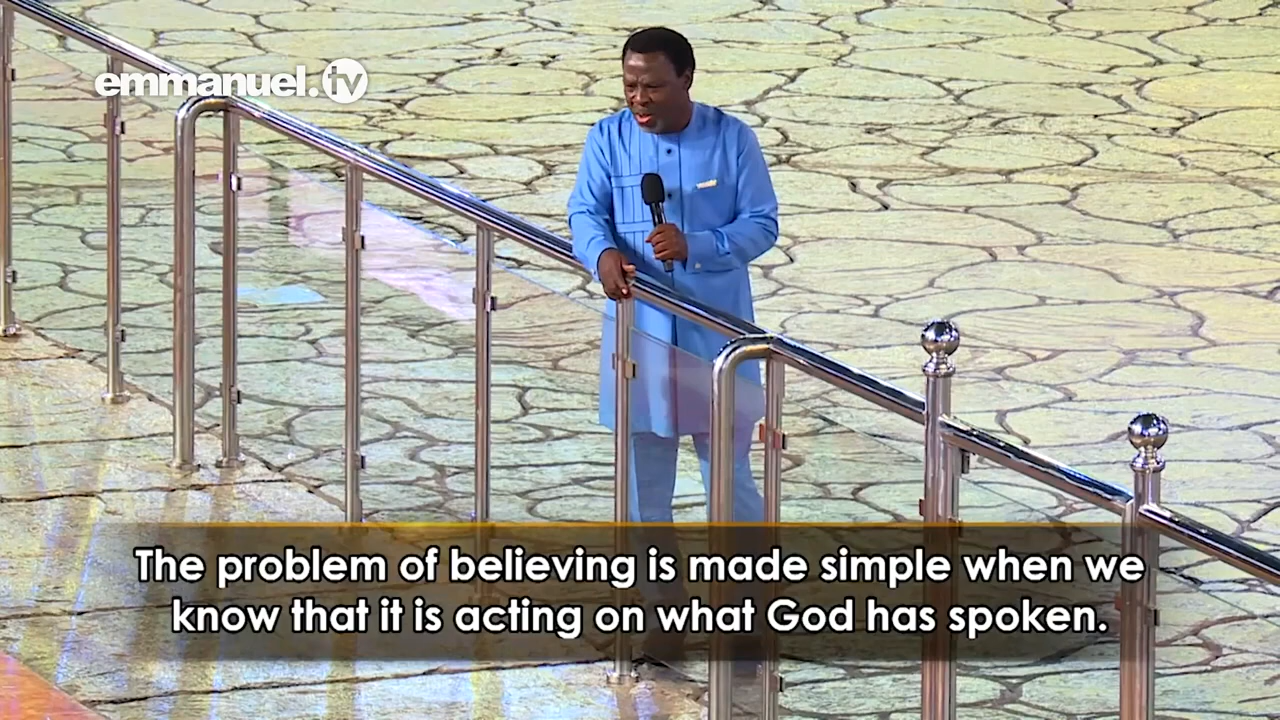 emmanuel.tv
The problem of believing is made simple when we
know that it is acting on what God has spoken.